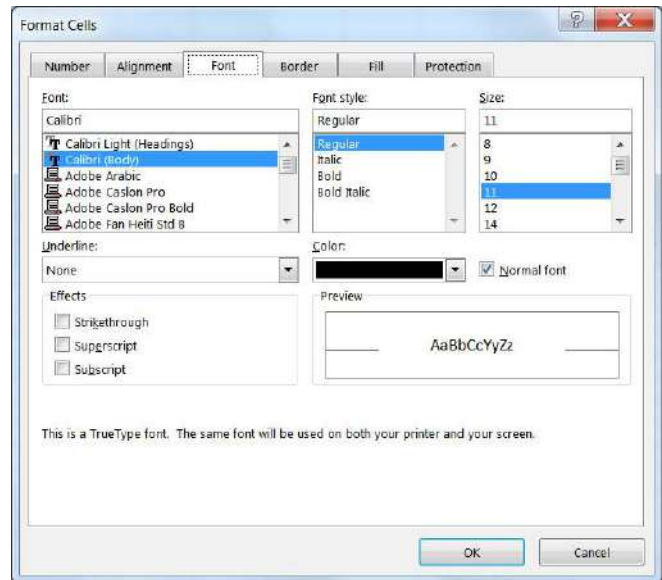 Format Cells
Number Alignment Font Border Fill Protection
Font: Font style: Size:
Calibri Regular 11
Calibri Light (Headings) Regular 8
Calibri (Body) Italic 9
Adobe Arabic Bold 10
Adobe Caslon Pro Bold Italic 11
Adobe Caslon Pro Bold 12
Adobe Fan Heiti Std B 14
Underline: Color:
None Normal font
Effects Preview
Strikethrough
Superscript AaBbCcYyZz
Subscript
This is a TrueType font. The same font will be used on both your printer and your screen.
OK Cancel